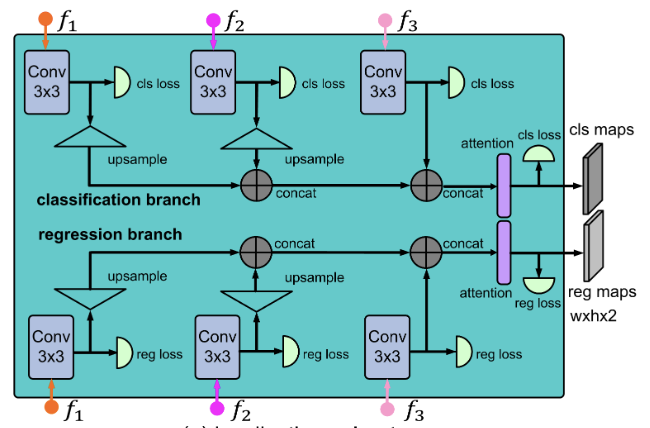 f1
f2
f3
Conv
3x3
cls loss
Conv
3x3
cls loss
Conv
3x3
cls loss
upsample
upsample
concat
concat
attention
cls loss
cls maps
classification branch
regression branch
upsample
concat
upsample
concat
attention
reg loss
reg maps
wxhx2
Conv
3x3
reg loss
Conv
3x3
reg loss
Conv
3x3
reg loss
f1
f2
f3